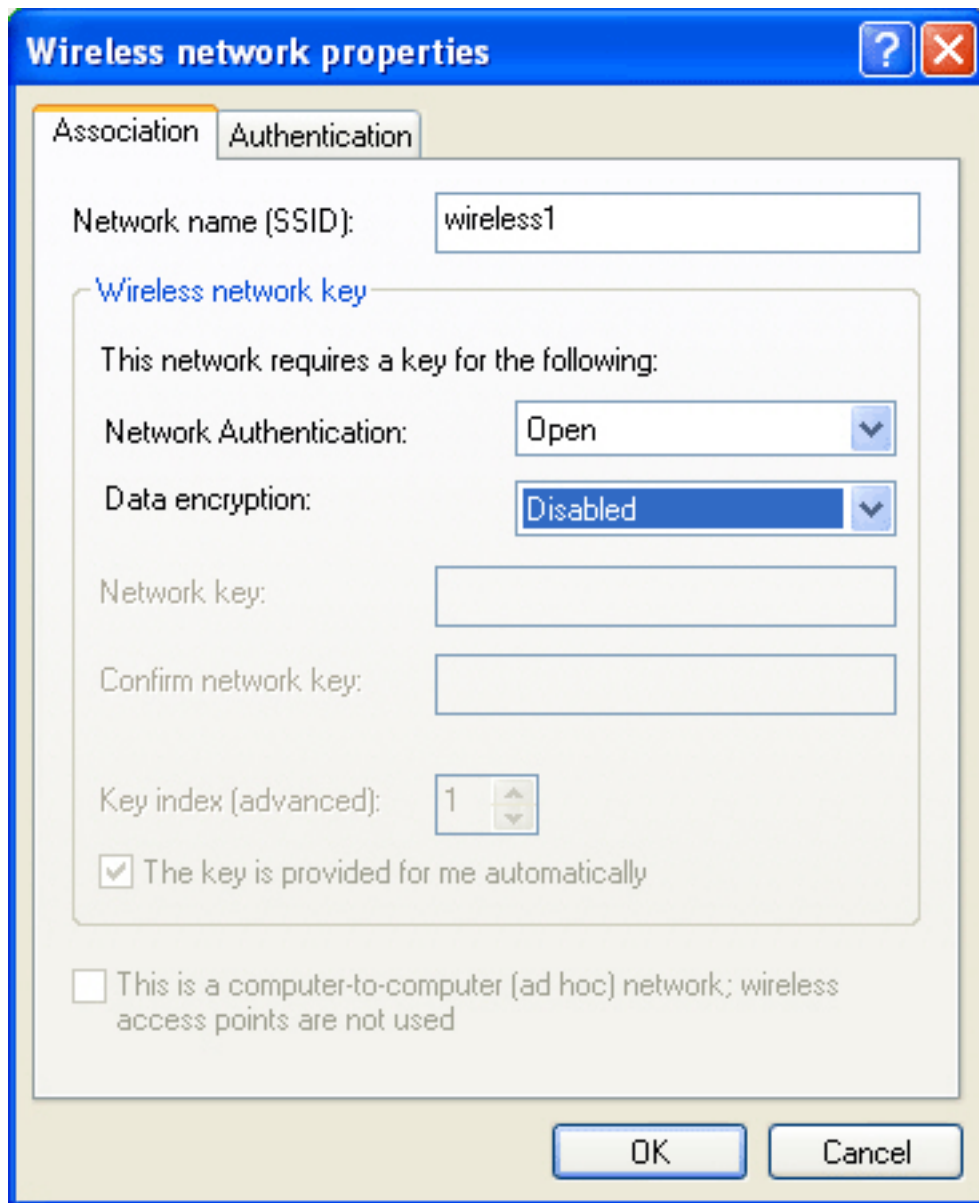 Wireless network properties
Association Authentication
Network name (SSID): wireless1
Wireless network key
This network requires a key for the following:
Network Authentication: Open
Data encryption: Disabled
Network key:
Confirm network key:
Key index (advanced): 1
The key is provided for me automatically
This is a computer-to-computer (ad hoc) network; wireless
access points are not used
OK Cancel